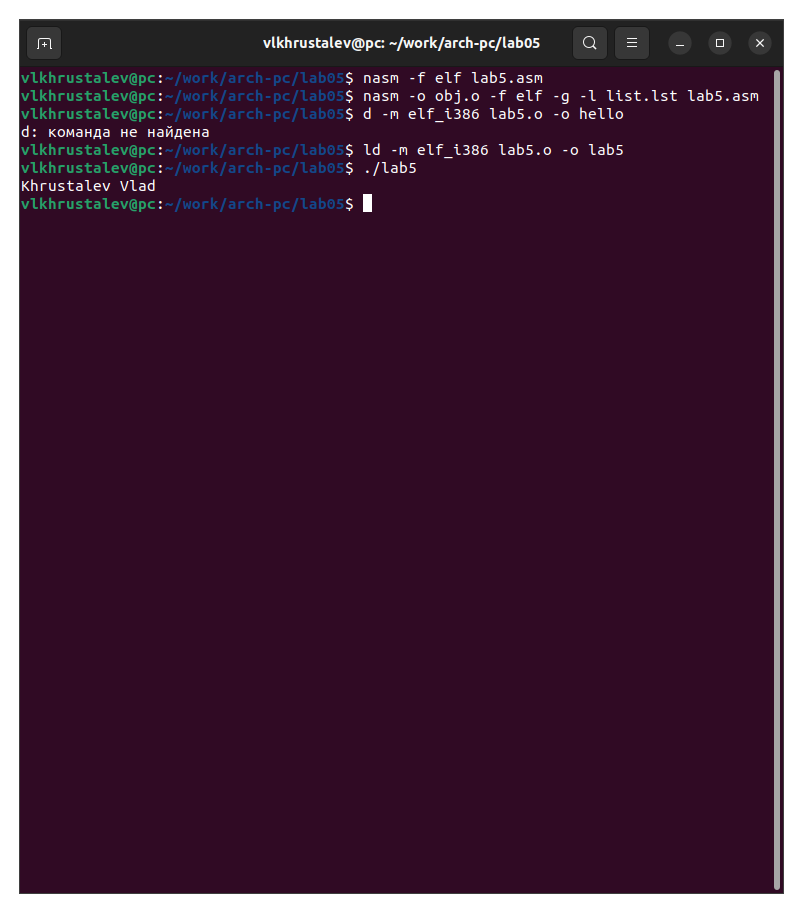 vlkhrustalev@pc: ~/work/arch-pc/lab05
vlkhrustalev@pc:~/work/arch-pc/lab05$ nasm -f elf lab5.asm
vlkhrustalev@pc:~/work/arch-pc/lab05$ nasm -o obj.o -f elf -g -l list.lst lab5.asm
vlkhrustalev@pc:~/work/arch-pc/lab05$ d -m elf_i386 lab5.o -o hello
d: команда не найдена
vlkhrustalev@pc:~/work/arch-pc/lab05$ ld -m elf_i386 lab5.o -o lab5
vlkhrustalev@pc:~/work/arch-pc/lab05$ ./lab5
Khrustalev Vlad
vlkhrustalev@pc:~/work/arch-pc/lab05$